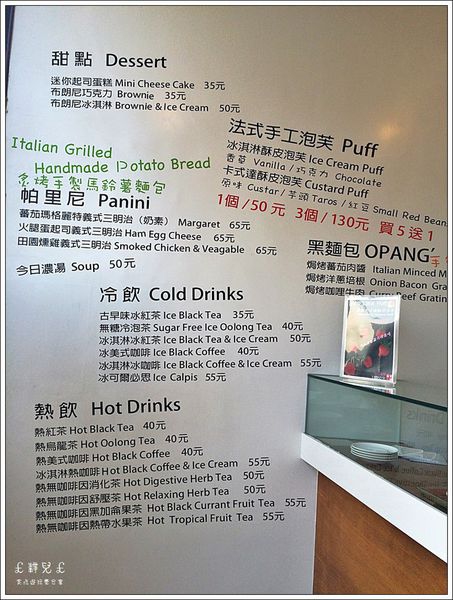 甜點 Dessert
迷你起司蛋糕 Mini Cheese Cake 35元
布朗尼巧克力 Brownie 35元
布朗尼冰淇淋 Brownie & Ice Cream 50元
法式手工泡芙 Puff
冰淇淋酥皮泡芙 Ice Cream Puff
香草 Vanilla / 巧克力 Chocolate
卡式達酥皮泡芙 Custard Puff
原味 Custar / 芋頭 Taros / 紅豆 Small Red Bean
1個 / 50元 3個 / 130元 買5送1
Italian Grilled
Handmade Potato Bread
炙烤手製馬鈴薯麵包
帕里尼 Panini
蕃茄瑪格麗特義式三明治（奶素） Margaret 65元
火腿起司義式三明治 Ham Egg Cheese 65元
田園燻雞義式三明治 Smoked Chicken & Veagable 65元
今日濃湯 Soup 50元
黑麵包 OPANG 手
焗烤蕃茄肉醬 Italian Minced M
焗烤洋蔥培根 Onion Bacon Gra
焗烤咖哩牛肉 Curry Beef Gratin
冷飲 Cold Drinks
古早味冰紅茶 Ice Black Tea 35元
無糖冷泡茶 Sugar Free Ice Oolong Tea 40元
冰淇淋冰紅茶 Ice Black Tea & Ice Cream 50元
冰美式咖啡 Ice Black Coffee 40元
冰淇淋冰咖啡 Ice Black Coffee & Ice Cream 55元
冰可爾必思 Ice Calpis 55元
熱飲 Hot Drinks
熱紅茶 Hot Black Tea 40元
熱烏龍茶 Hot Oolong Tea 40元
熱美式咖啡 Hot Black Coffee 40元
冰淇淋熱咖啡 Hot Black Coffee & Ice Cream 55元
熱無咖啡因消化茶 Hot Digestive Herb Tea 50元
熱無咖啡因舒壓茶 Hot Relaxing Herb Tea 50元
熱無咖啡因黑加侖果茶 Hot Black Currant Fruit Tea 55元
熱無咖啡因熱帶水果茶 Hot Tropical Fruit Tea 55元